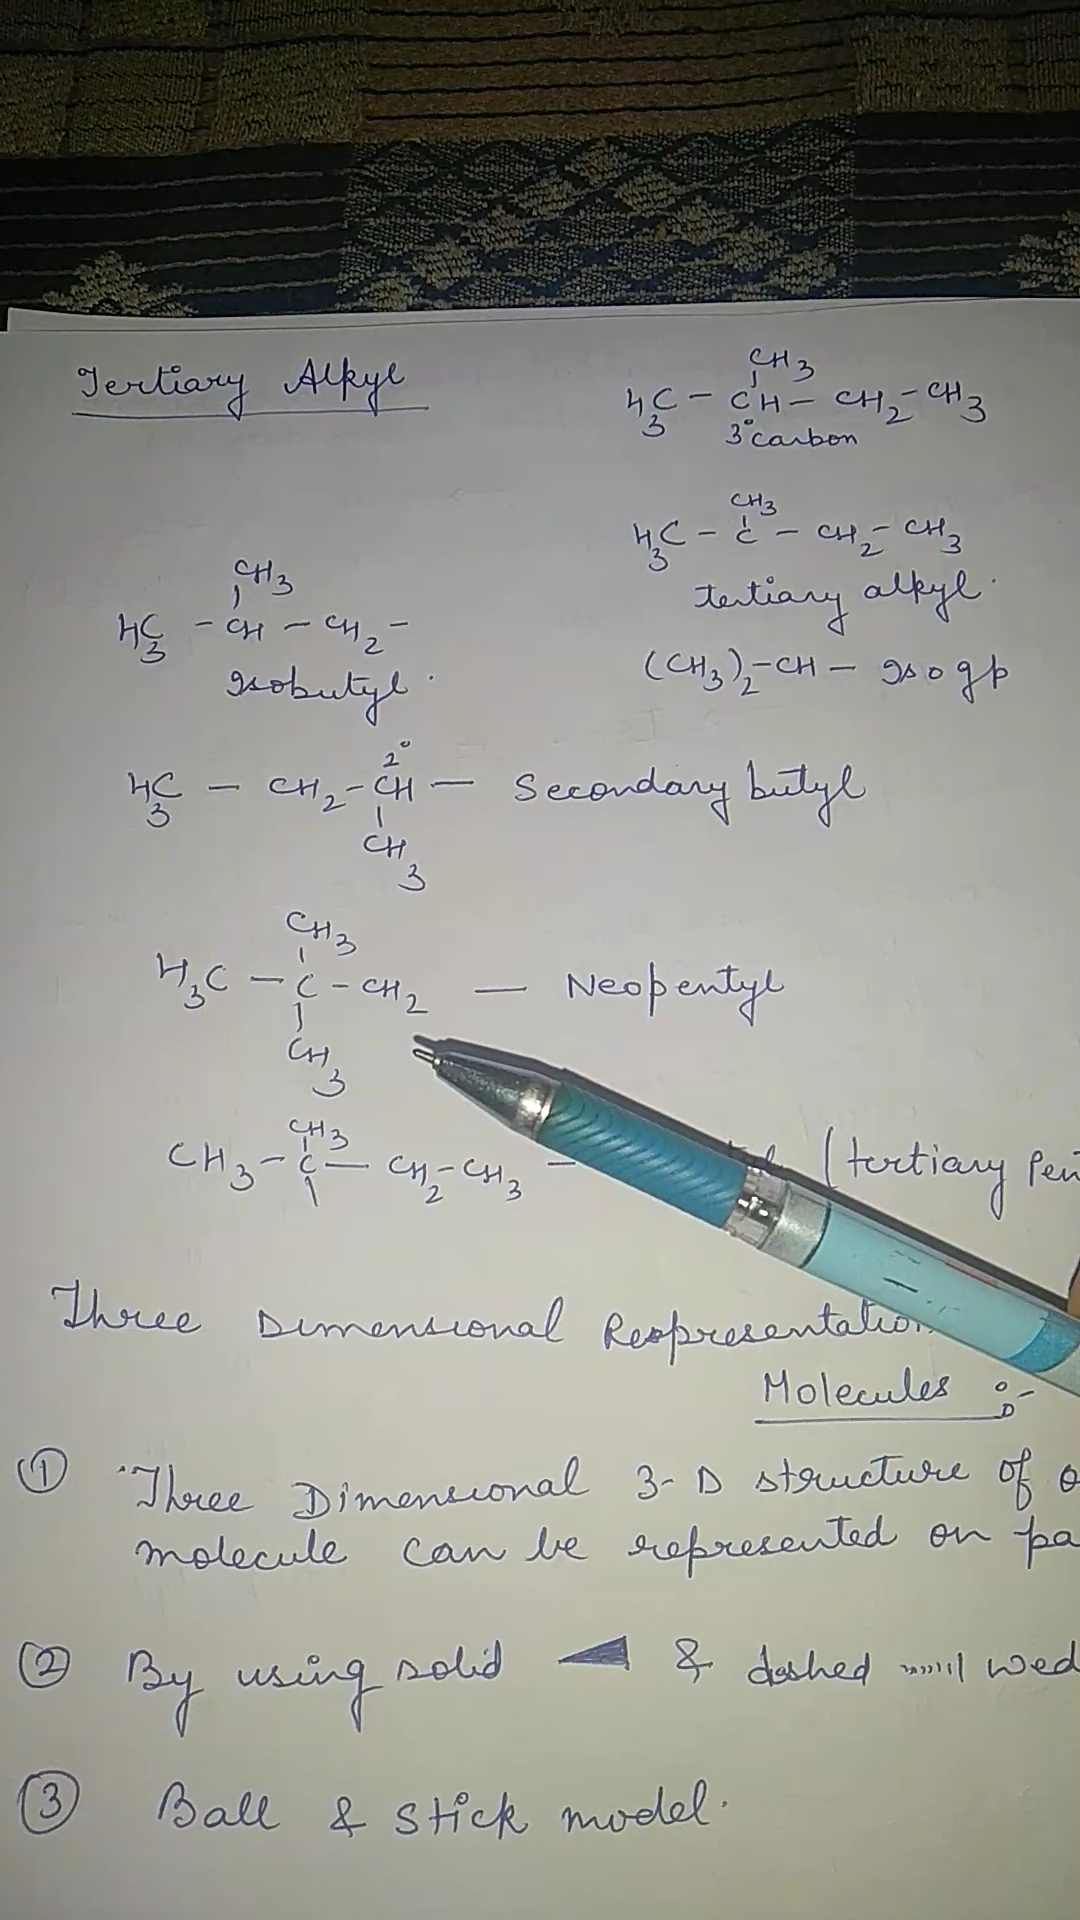 Tertiary Alkyl
CH3
H3C - CH - CH2 - CH3
3° carbon
CH3
H3C - C - CH2 - CH3
tertiary alkyl.
(CH3)2 - CH - Iso gp
CH3
H3C - CH - CH2 -
Isobutyl.
2°
H3C - CH2 - CH - Secondary butyl
CH3
CH3
H3C - C - CH2 - Neopentyl
CH3
CH3
CH3 - C - CH2 - CH3 - (tertiary
Three Dimensional Representation
Molecules :-
① Three Dimensional 3-D structure of
molecule can be represented on
② By using solid & dashed
③ Ball & stick model.